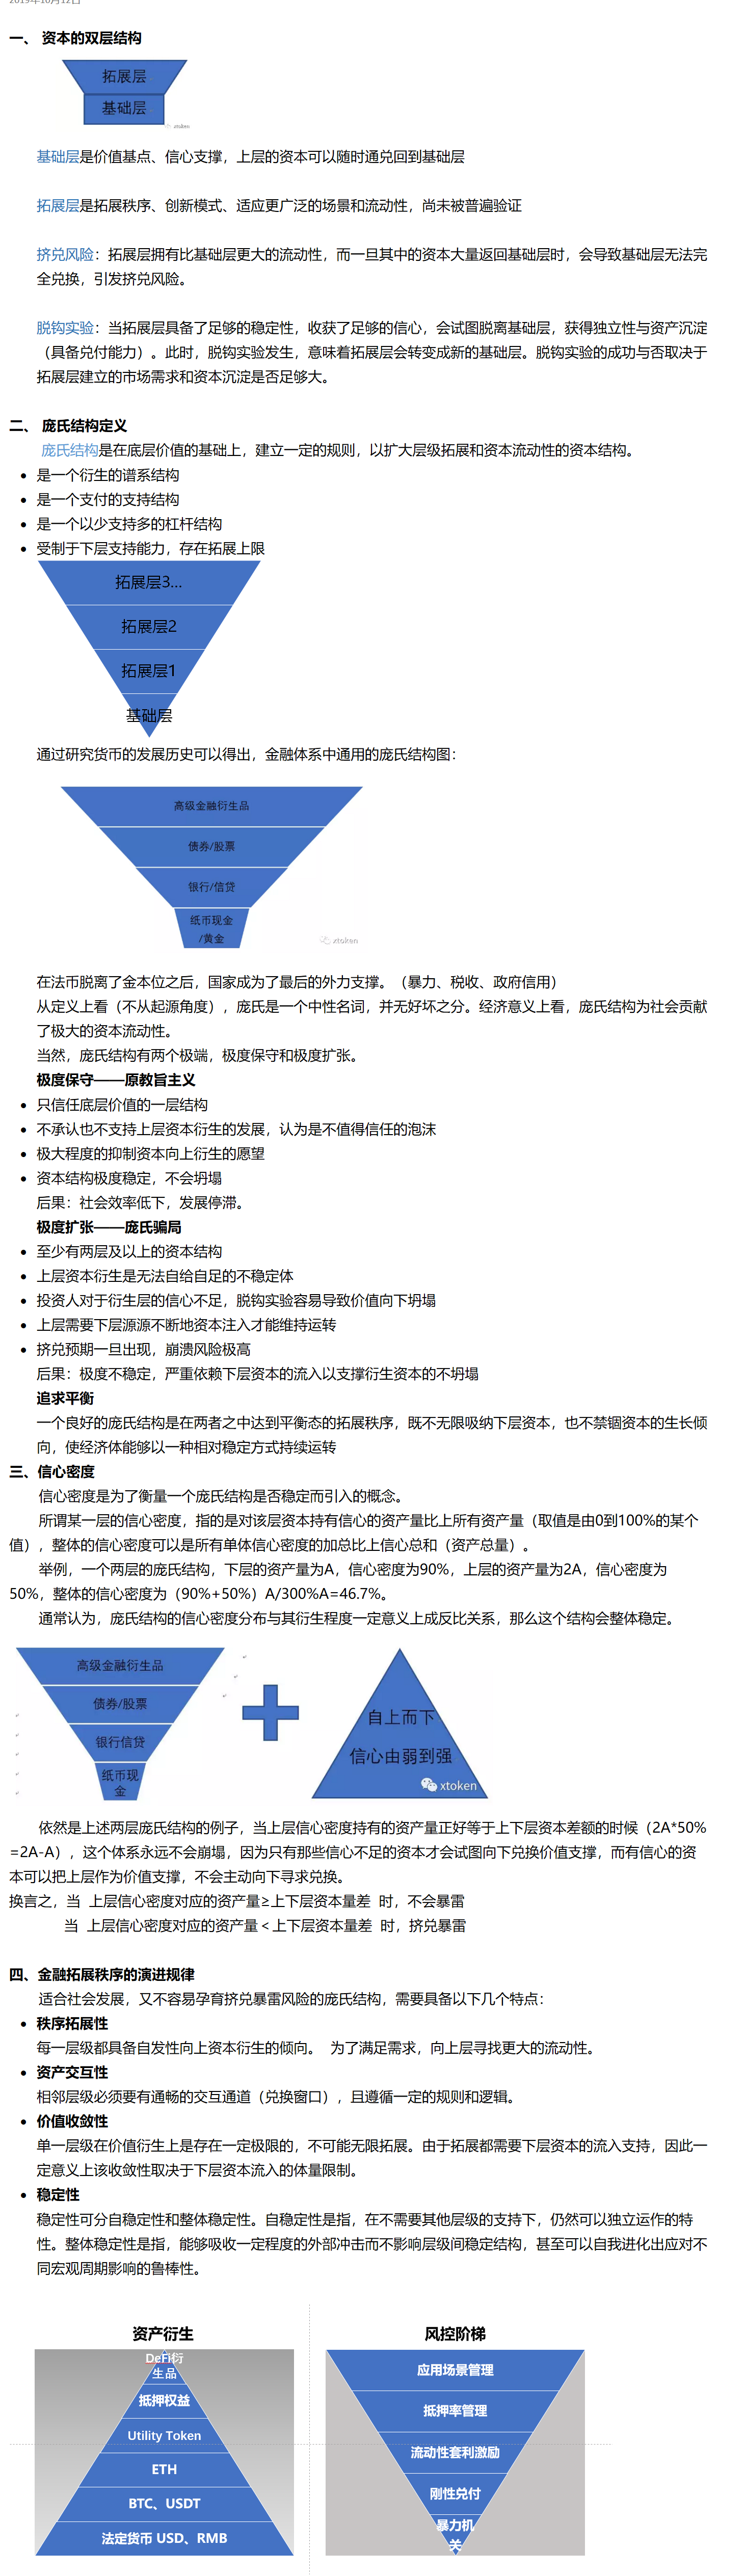 2019年10月12日
一、 资本的双层结构
拓展层
基础层
xtoken
基础层是价值基点、信心支撑，上层的资本可以随时通兑回到基础层
拓展层是拓展秩序、创新模式、适应更广泛的场景和流动性，尚未被普遍验证
挤兑风险：拓展层拥有比基础层更大的流动性，而一旦其中的资本大量返回基础层时，会导致基础层无法完
全兑换，引发挤兑风险。
脱钩实验：当拓展层具备了足够的稳定性，收获了足够的信心，会试图脱离基础层，获得独立性与资产沉淀
（具备兑付能力）。此时，脱钩实验发生，意味着拓展层会转变成新的基础层。脱钩实验的成功与否取决于
拓展层建立的市场需求和资本沉淀是否足够大。
二、 庞氏结构定义
庞氏结构是在底层价值的基础上，建立一定的规则，以扩大层级拓展和资本流动性的资本结构。
• 是一个衍生的谱系结构
• 是一个支付的支持结构
• 是一个以少支持多的杠杆结构
• 受制于下层支持能力，存在拓展上限
拓展层3...
拓展层2
拓展层1
基础层
通过研究货币的发展历史可以得出，金融体系中通用的庞氏结构图：
高级金融衍生品
债券/股票
银行/信贷
纸币现金
/黄金
xtoken
在法币脱离了金本位之后，国家成为了最后的外力支撑。（暴力、税收、政府信用）
从定义上看（不从起源角度），庞氏是一个中性名词，并无好坏之分。经济意义上看，庞氏结构为社会贡献
了极大的资本流动性。
当然，庞氏结构有两个极端，极度保守和极度扩张。
极度保守——原教旨主义
• 只信任底层价值的一层结构
• 不承认也不支持上层资本衍生的发展，认为是不值得信任的泡沫
• 极大程度的抑制资本向上衍生的愿望
• 资本结构极度稳定，不会坍塌
后果：社会效率低下，发展停滞。
极度扩张——庞氏骗局
• 至少有两层及以上的资本结构
• 上层资本衍生是无法自给自足的不稳定体
• 投资人对于衍生层的信心不足，脱钩实验容易导致价值向下坍塌
• 上层需要下层源源不断地资本注入才能维持运转
• 挤兑预期一旦出现，崩溃风险极高
后果：极度不稳定，严重依赖下层资本的流入以支撑衍生资本的不坍塌
追求平衡
一个良好的庞氏结构是在两者之中达到平衡态的拓展秩序，既不无限吸纳下层资本，也不禁锢资本的生长倾
向，使经济体能够以一种相对稳定方式持续运转
三、信心密度
信心密度是为了衡量一个庞氏结构是否稳定而引入的概念。
所谓某一层的信心密度，指的是对该层资本持有信心的资产量比上所有资产量（取值是由0到100%的某个
值），整体的信心密度可以是所有单体信心密度的加总比上信心总和（资产总量）。
举例，一个两层的庞氏结构，下层的资产量为A，信心密度为90%，上层的资产量为2A，信心密度为
50%，整体的信心密度为（90%+50%）A/300%A=46.7%。
通常认为，庞氏结构的信心密度分布与其衍生程度一定意义上成反比关系，那么这个结构会整体稳定。
高级金融衍生品
债券/股票
银行信贷
纸币现
金
自上而下
信心由弱到强
xtoken
依然是上述两层庞氏结构的例子，当上层信心密度持有的资产量正好等于上下层资本差额的时候（2A*50%
=2A-A），这个体系永远不会崩塌，因为只有那些信心不足的资本才会试图向下兑换价值支撑，而有信心的资
本可以把上层作为价值支撑，不会主动向下寻求兑换。
换言之，当 上层信心密度对应的资产量≥上下层资本量差 时，不会暴雷
当 上层信心密度对应的资产量＜上下层资本量差 时，挤兑暴雷
四、金融拓展秩序的演进规律
适合社会发展，又不容易孕育挤兑暴雷风险的庞氏结构，需要具备以下几个特点：
• 秩序拓展性
每一层级都具备自发性向上资本衍生的倾向。 为了满足需求，向上层寻找更大的流动性。
• 资产交互性
相邻层级必须要有通畅的交互通道（兑换窗口），且遵循一定的规则和逻辑。
• 价值收敛性
单一层级在价值衍生上是存在一定极限的，不可能无限拓展。由于拓展都需要下层资本的流入支持，因此一
定意义上该收敛性取决于下层资本流入的体量限制。
• 稳定性
稳定性可分自稳定性和整体稳定性。自稳定性是指，在不需要其他层级的支持下，仍然可以独立运作的特
性。整体稳定性是指，能够吸收一定程度的外部冲击而不影响层级间稳定结构，甚至可以自我进化出应对不
同宏观周期影响的鲁棒性。
资产衍生
DeFi衍
生品
抵押权益
Utility Token
ETH
BTC、USDT
法定货币 USD、RMB
风控阶梯
应用场景管理
抵押率管理
流动性套利激励
刚性兑付
暴力机
关